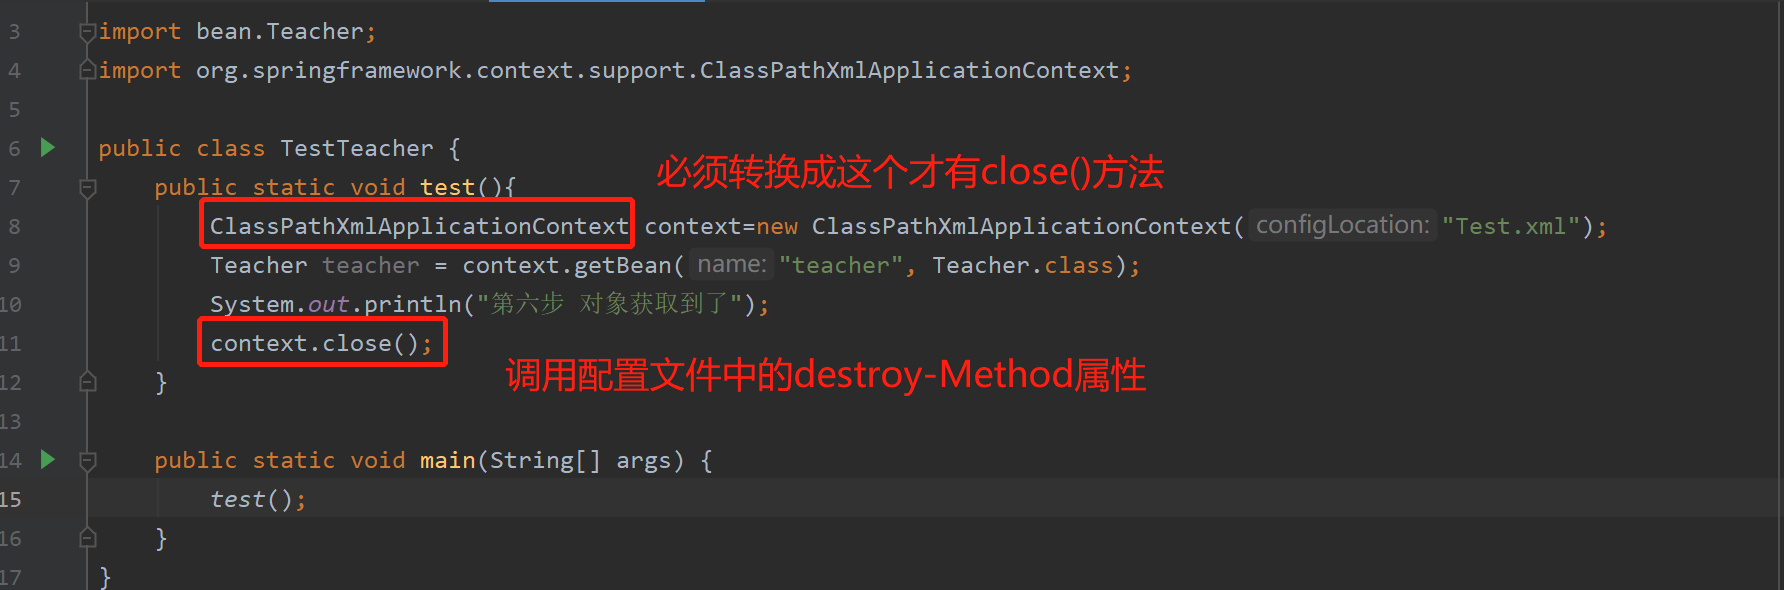 3 import bean.Teacher;
4 import org.springframework.context.support.ClassPathXmlApplicationContext;
5
6 public class TestTeacher {
必须转换成这个才有close()方法
7 public static void test(){
8 ClassPathXmlApplicationContext context=new ClassPathXmlApplicationContext( configLocation: "Test.xml");
9 Teacher teacher = context.getBean( name: "teacher", Teacher.class);
10 System.out.println("第六步 对象获取到了");
11 context.close();
调用配置文件中的destroy-Method属性
12 }
13
14 public static void main(String[] args) {
15 test();
16 }
17 }